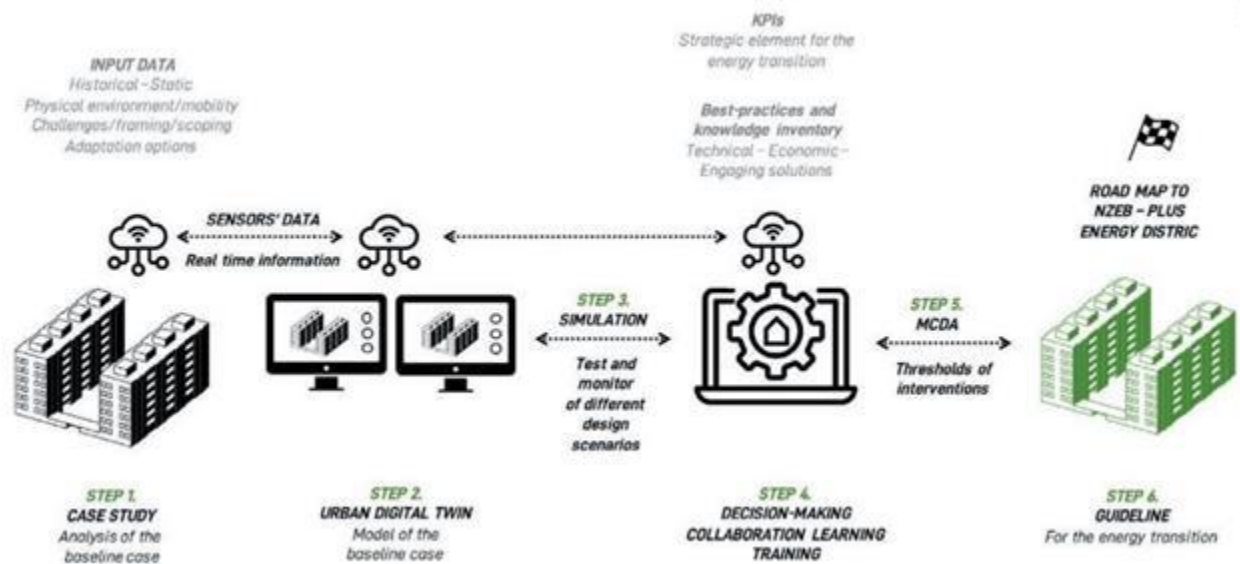 INPUT DATA
Historical – Static
Physical environment/mobility
Challenges/framing/scoping
Adaptation options
KPIs
Strategic element for the
energy transition
Best-practices and
knowledge inventory
Technical – Economic –
Engaging solutions
ROAD MAP TO
NZEB – PLUS
ENERGY DISTRIC
SENSORS' DATA
Real time information
STEP 3.
SIMULATION
Test and
monitor
of different
design
scenarios
STEP 5.
MCDA
Thresholds of
interventions
STEP 1.
CASE STUDY
Analysis of the
baseline case
STEP 2.
URBAN DIGITAL TWIN
Model of the
baseline case
STEP 4.
DECISION-MAKING
COLLABORATION LEARNING
TRAINING
STEP 6.
GUIDELINE
For the energy transition